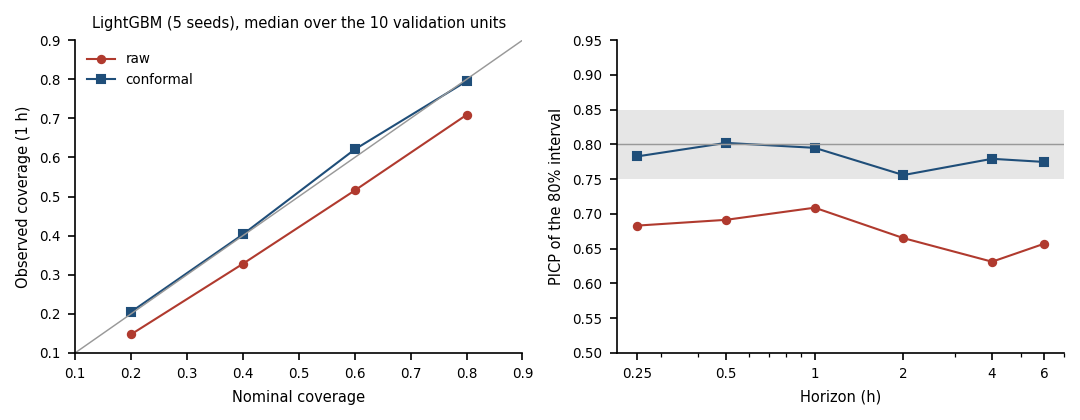 LightGBM (5 seeds), median over the 10 validation units
raw
conformal
Observed coverage (1 h)
0.9
0.8
0.7
0.6
0.5
0.4
0.3
0.2
0.1
0.1 0.2 0.3 0.4 0.5 0.6 0.7 0.8 0.9
Nominal coverage
PICP of the 80% interval
0.95
0.90
0.85
0.80
0.75
0.70
0.65
0.60
0.55
0.50
0.25 0.5 1 2 4 6
Horizon (h)